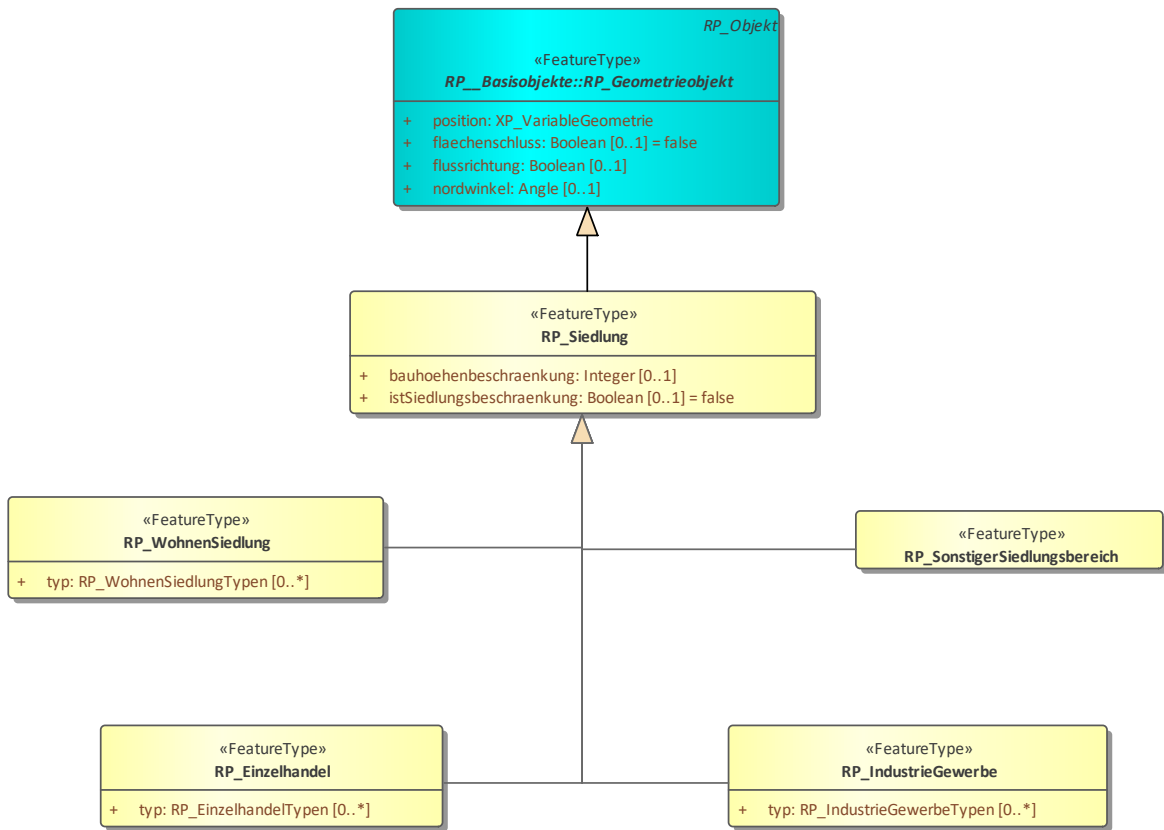 RP_Objekt
«FeatureType»
RP__Basisobjekte::RP_Geometrieobjekt
+ position: XP_VariableGeometrie
+ flaechenschluss: Boolean [0..1] = false
+ flussrichtung: Boolean [0..1]
+ nordwinkel: Angle [0..1]
«FeatureType»
RP_Siedlung
+ bauhoehenbeschraenkung: Integer [0..1]
+ istSiedlungsbeschraenkung: Boolean [0..1] = false
«FeatureType»
RP_WohnenSiedlung
+ typ: RP_WohnenSiedlungTypen [0..*]
«FeatureType»
RP_SonstigerSiedlungsbereich
«FeatureType»
RP_Einzelhandel
+ typ: RP_EinzelhandelTypen [0..*]
«FeatureType»
RP_IndustrieGewerbe
+ typ: RP_IndustrieGewerbeTypen [0..*]